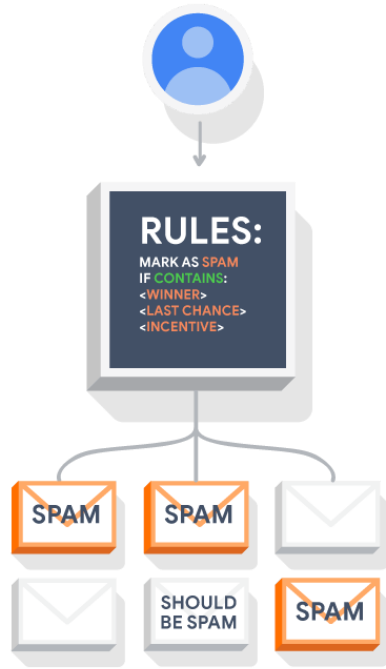 RULES:
MARK AS SPAM
IF CONTAINS:
<WINNER>
<LAST CHANCE>
<INCENTIVE>
SPAM
SPAM
SHOULD
BE SPAM
SPAM